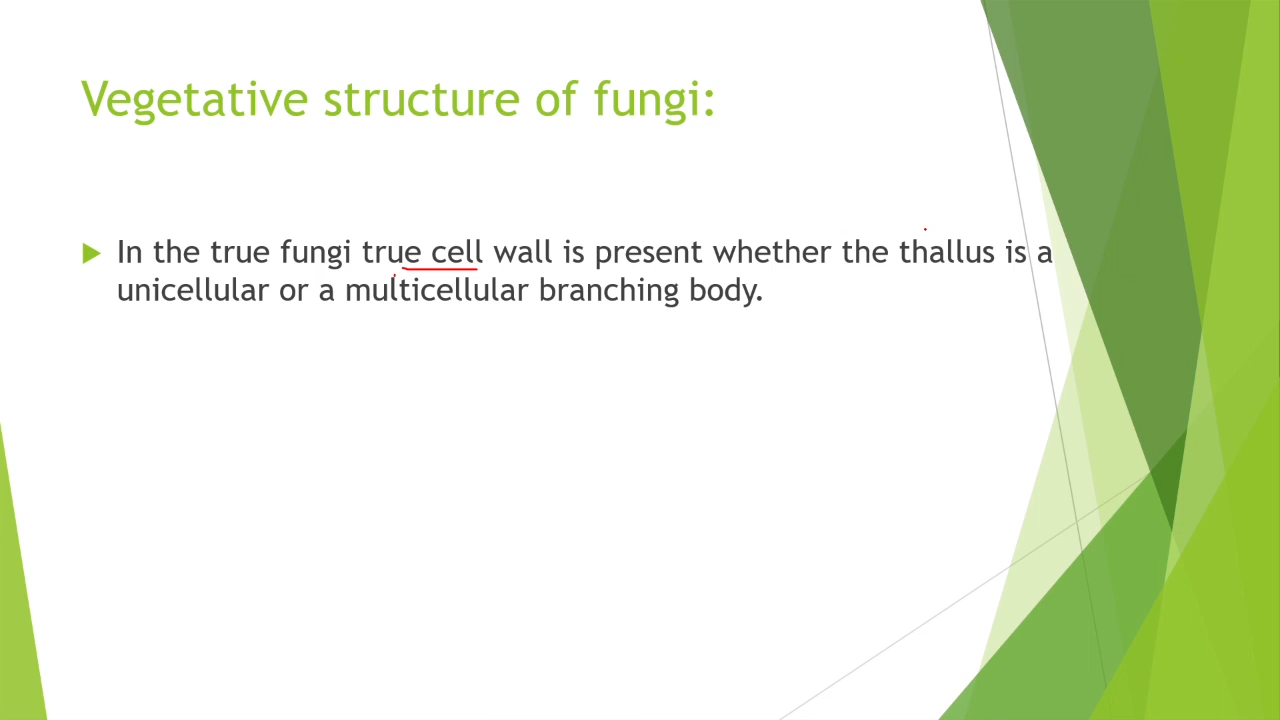 Vegetative structure of fungi:
In the true fungi true cell wall is present whether the thallus is a
unicellular or a multicellular branching body.